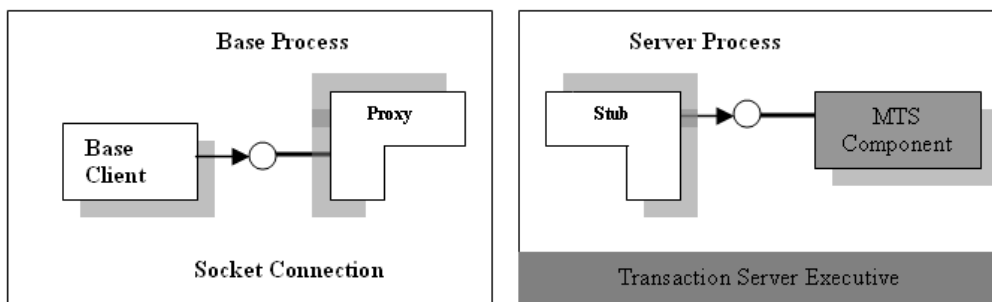 Base Process
Proxy
Base
Client
Socket Connection
Server Process
Stub
MTS
Component
Transaction Server Executive